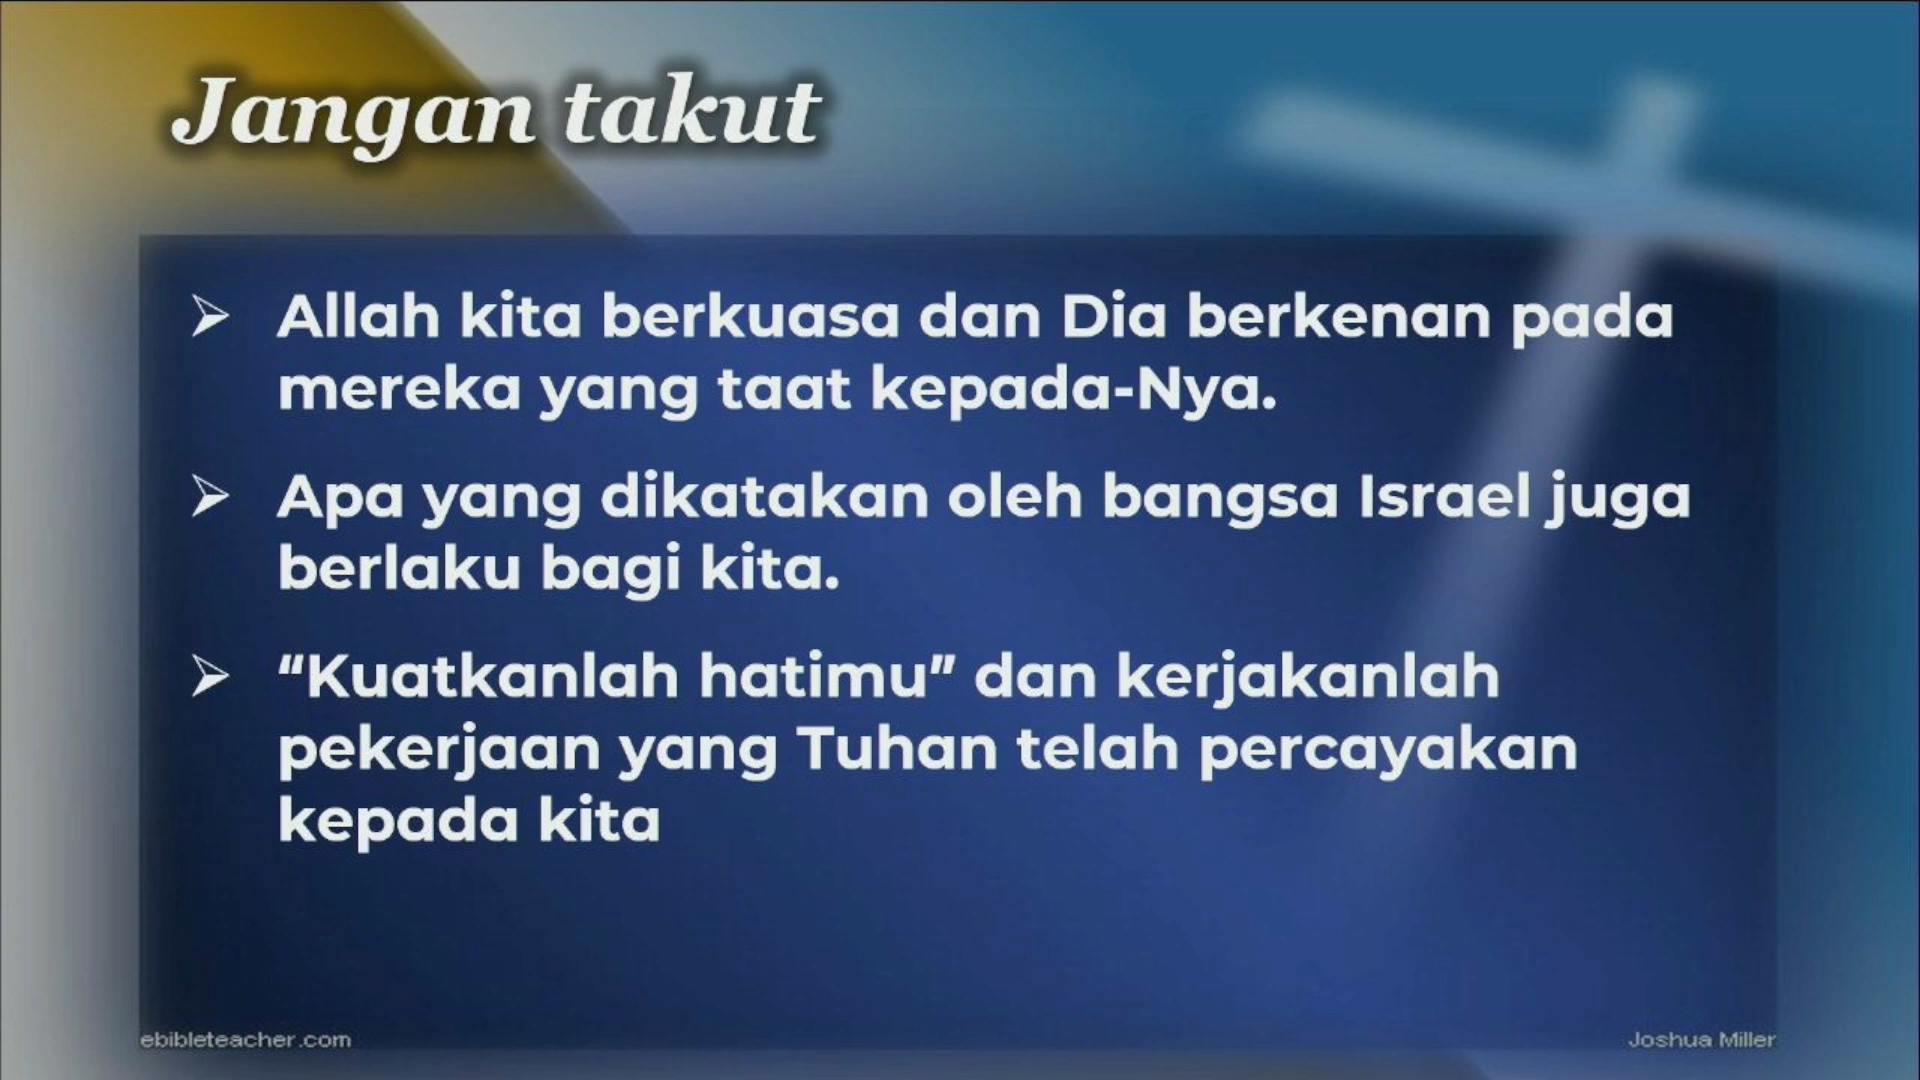 Jangan takut
➢ Allah kita berkuasa dan Dia berkenan pada
mereka yang taat kepada-Nya.
➢ Apa yang dikatakan oleh bangsa Israel juga
berlaku bagi kita.
➢ “Kuatkanlah hatimu” dan kerjakanlah
pekerjaan yang Tuhan telah percayakan
kepada kita
ebibleteacher.com
Joshua Miller